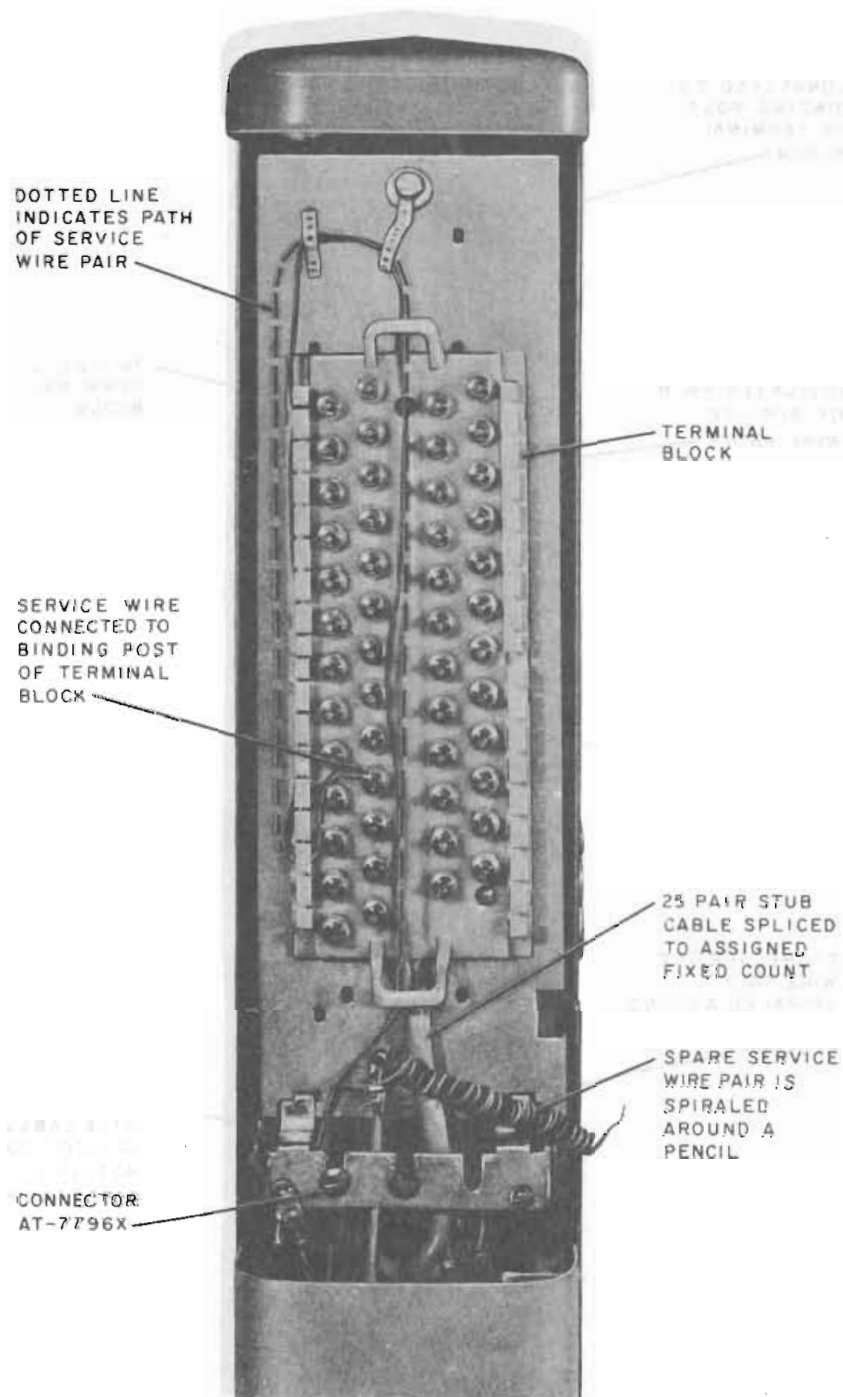 DOTTED LINE
INDICATES PATH
OF SERVICE
WIRE PAIR
TERMINAL
BLOCK
SERVICE WIRE
CONNECTED TO
BINDING POST
OF TERMINAL
BLOCK
25 PAIR STUB
CABLE SPLICED
TO ASSIGNED
FIXED COUNT
SPARE SERVICE
WIRE PAIR IS
SPIRALED
AROUND A
PENCIL
CONNECTOR
AT-7796X